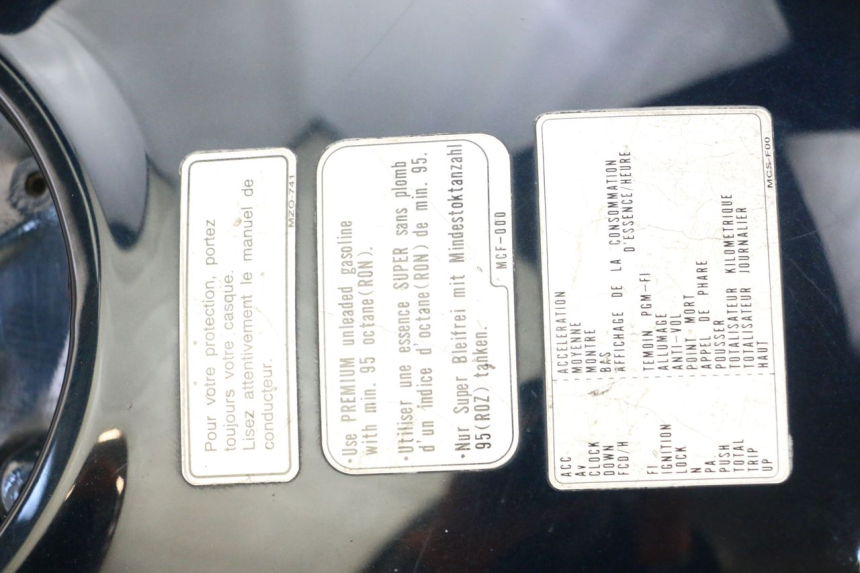 Pour votre protection, portez
toujours votre casque.
Lisez attentivement le manuel de
conducteur.
MZ0-741
•Use PREMIUM unleaded gasoline
with min. 95 octane(RON).
•Utiliser une essence SUPER sans plomb
d'un indice d'octane(RON) de min. 95.
•Nur Super Bleifrei mit Mindestoktanzahl
95(ROZ) tanken.
MCF-000
ACC :ACCELERATION
AV :MOYENNE
CLOCK :MONTRE
DOWN :BAS
FCD/H :AFFICHAGE DE LA CONSOMMATION
D'ESSENCE/HEURE
FI :TEMOIN PGM-FI
IGNITION :ALLUMAGE
LOCK :ANTI-VOL
N :POINT MORT
PA. :APPEL DE PHARE
PUSH :POUSSER
TOTAL :TOTALISATEUR KILOMETRIQUE
TRIP :TOTALISATEUR JOURNALIER
UP :HAUT
MCS-F00